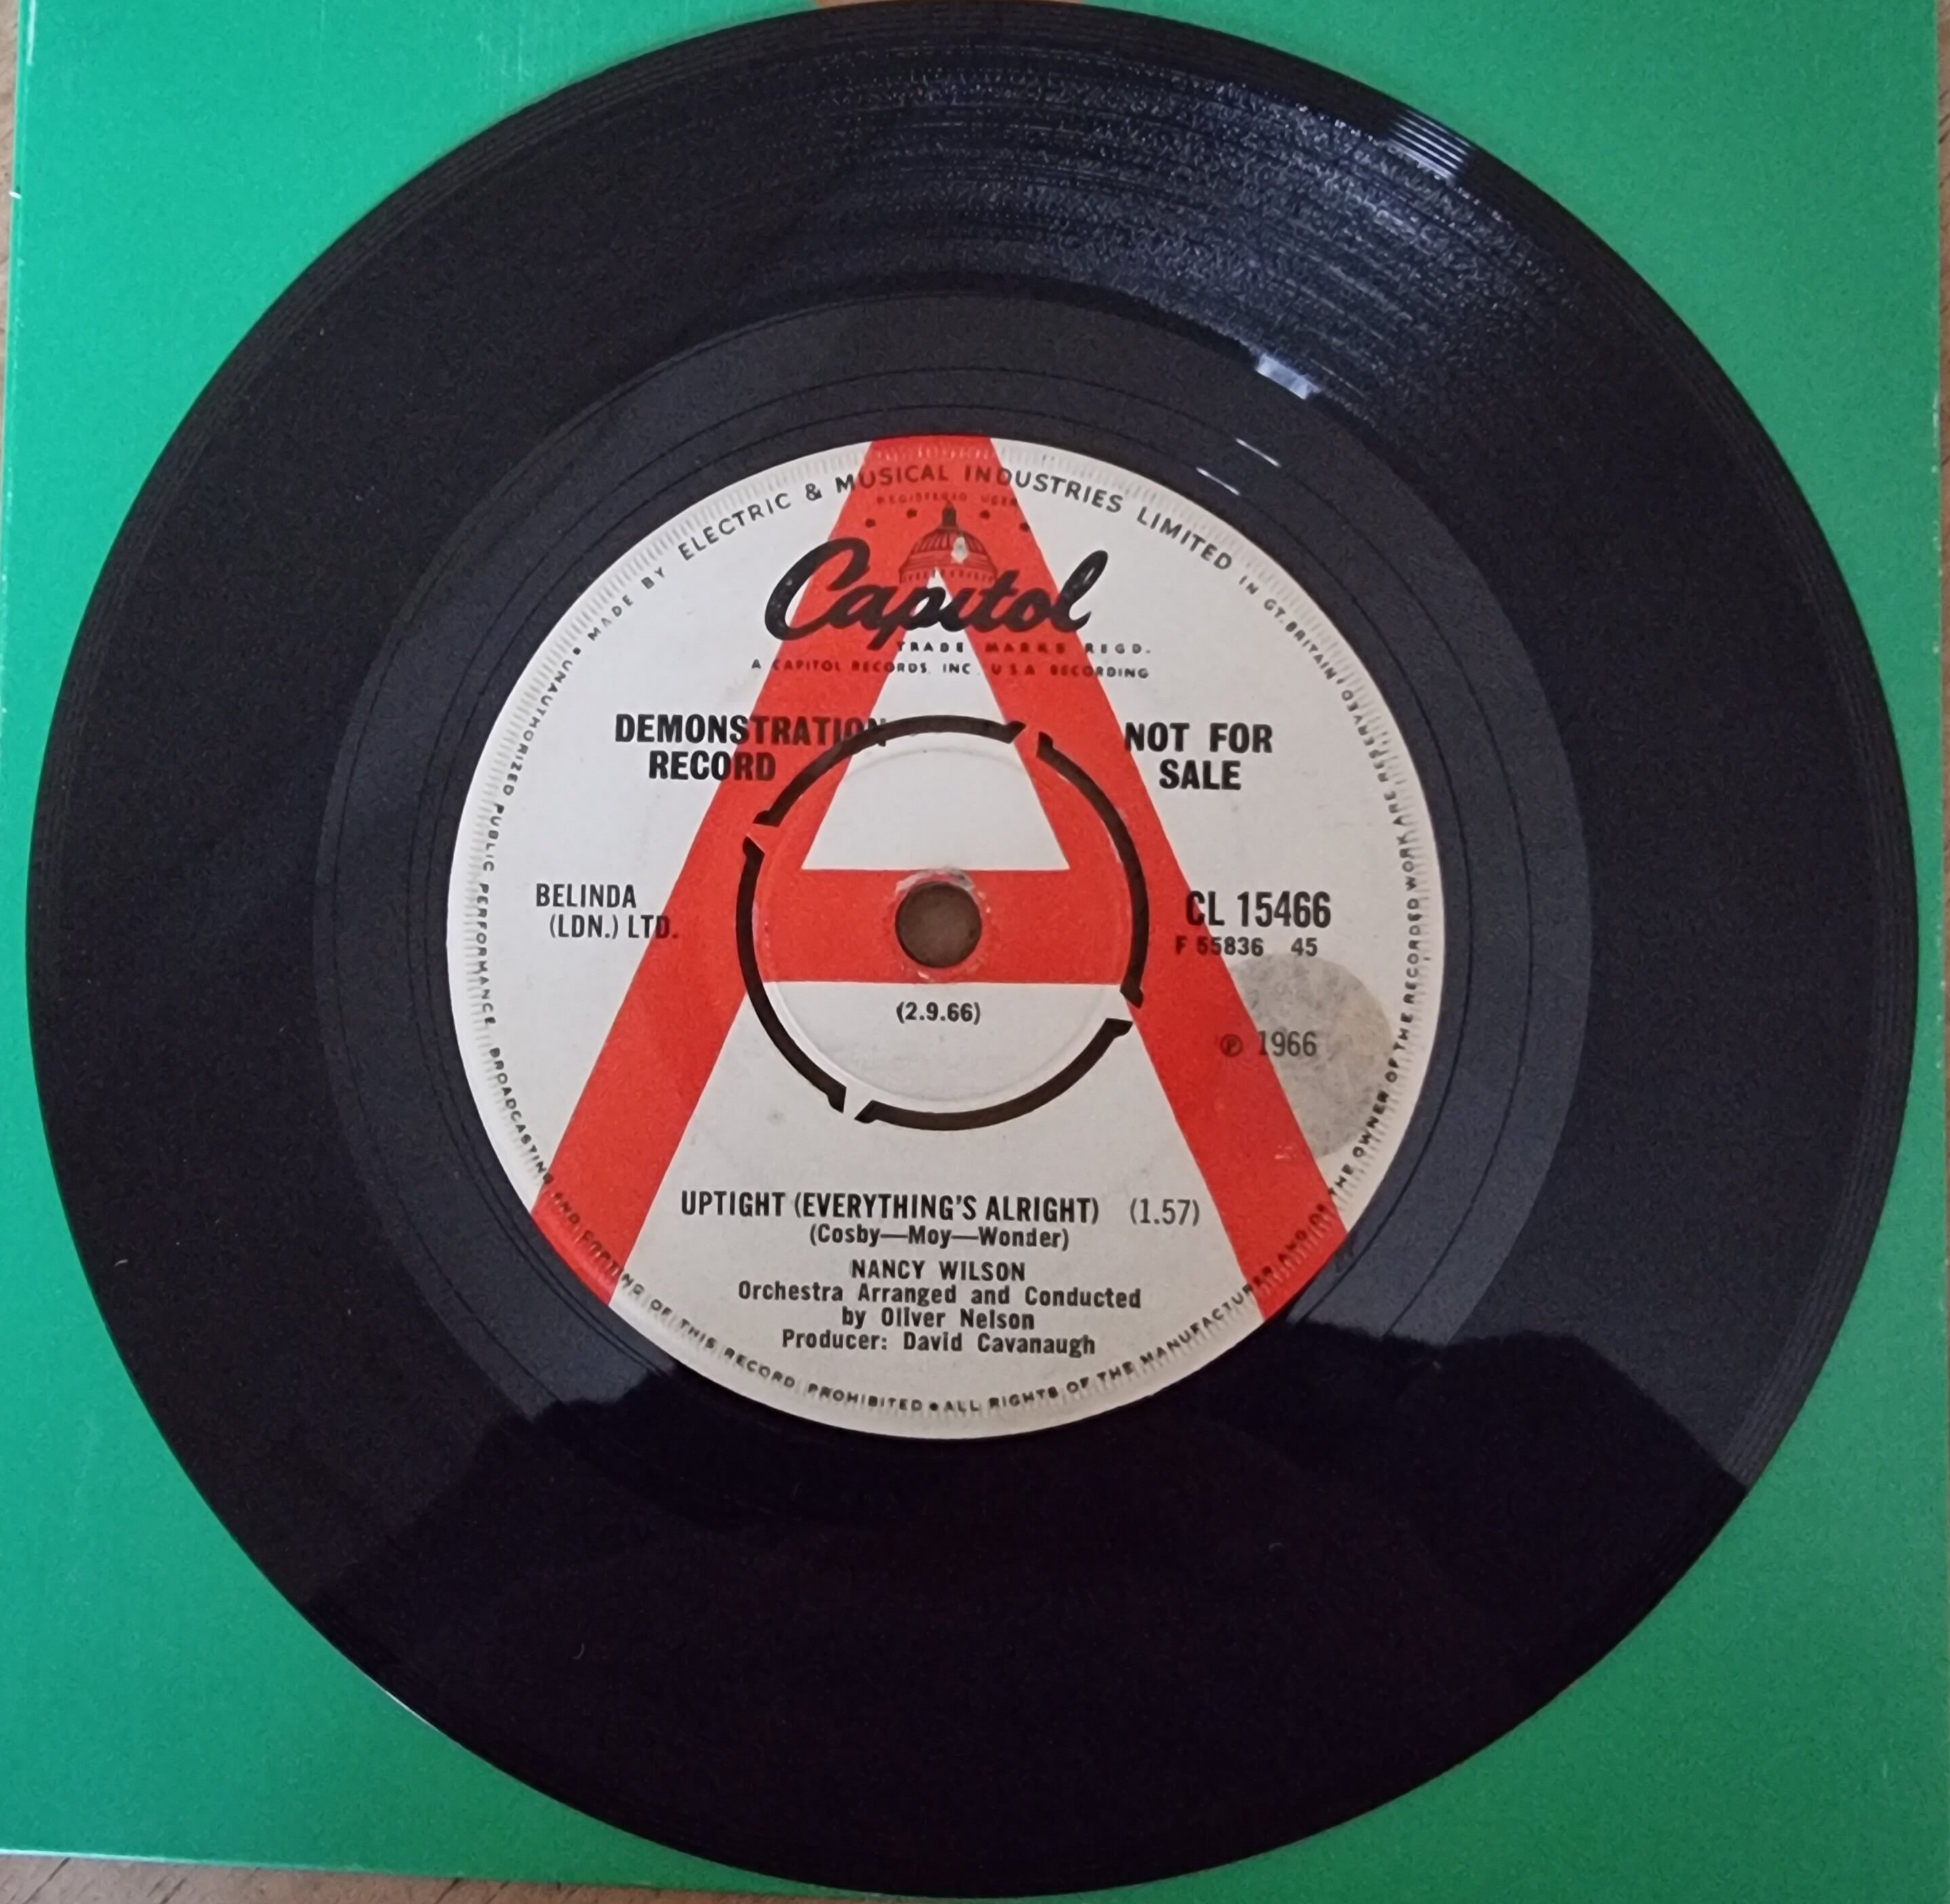 MADE BY ELECTRIC & MUSICAL INDUSTRIES LIMITED IN GT. BRITAIN
Capitol
TRADE MARKS REGD.
A CAPITOL RECORDS, INC. U.S.A. RECORDING
DEMONSTRATION
RECORD
NOT FOR
SALE
BELINDA
(LDN.) LTD.
CL 15466
F 55836 45
(2.9.66)
℗ 1966
UPTIGHT (EVERYTHING'S ALRIGHT) (1.57)
(Cosby—Moy—Wonder)
NANCY WILSON
Orchestra Arranged and Conducted
by Oliver Nelson
Producer: David Cavanaugh
ALL RIGHTS OF THE MANUFACTURER AND OF THE OWNER OF THE RECORDED WORK ARE RESERVED
UNAUTHORIZED PUBLIC PERFORMANCE BROADCASTING AND COPYING OF THIS RECORD PROHIBITED